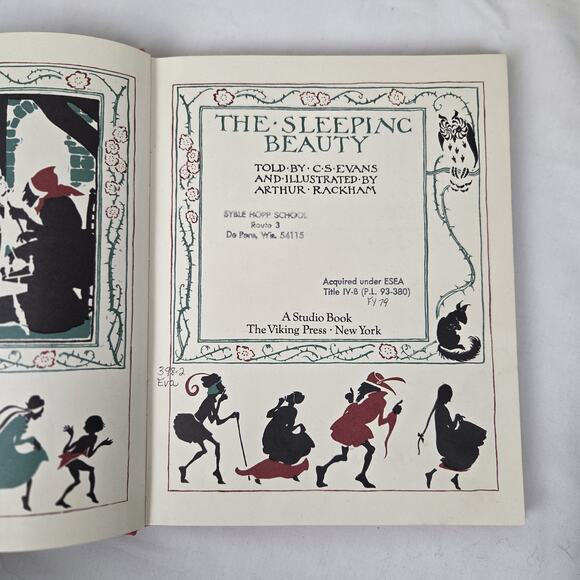 THE · SLEEPING
BEAUTY
TOLD · BY · C · S · EVANS
AND · ILLUSTRATED · BY
ARTHUR · RACKHAM
SYBLE HOPP SCHOOL
Route 3
De Pere, Wis. 54115
Acquired under ESEA
Title IV-B (P.L. 93-380)
FY 79
A Studio Book
The Viking Press · New York
398.2
Eva